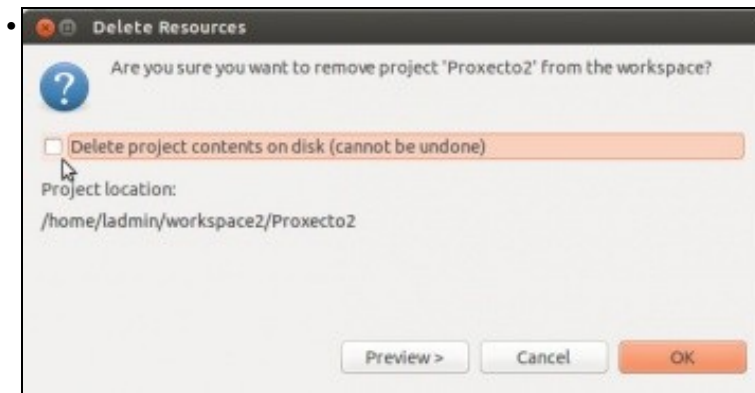 Delete Resources
Are you sure you want to remove project 'Proxecto2' from the workspace?
Delete project contents on disk (cannot be undone)
Project location:
/home/ladmin/workspace2/Proxecto2
Preview > Cancel OK